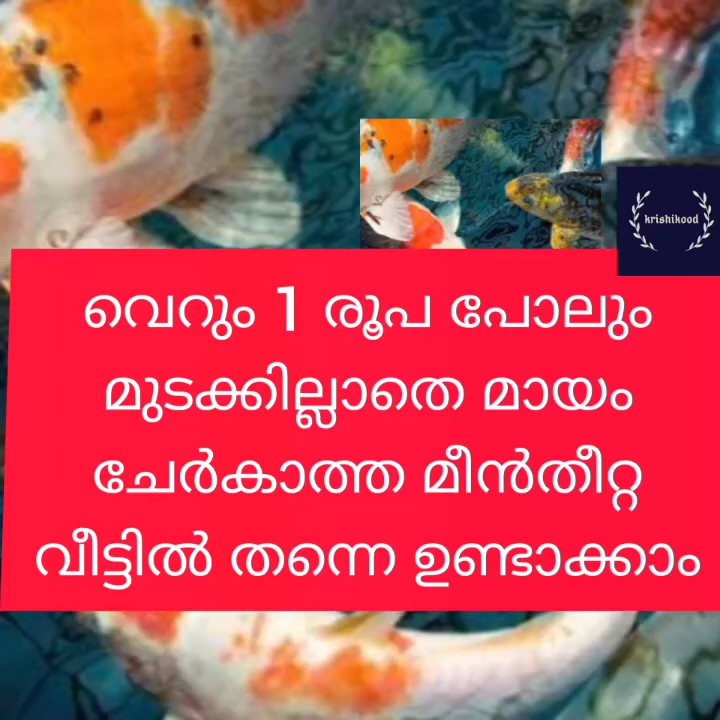 krishikood
വെറും 1 രൂപ പോലും
മുടക്കില്ലാതെ മായം
ചേർകാത്ത മീൻതീറ്റ
വീട്ടിൽ തന്നെ ഉണ്ടാക്കാം